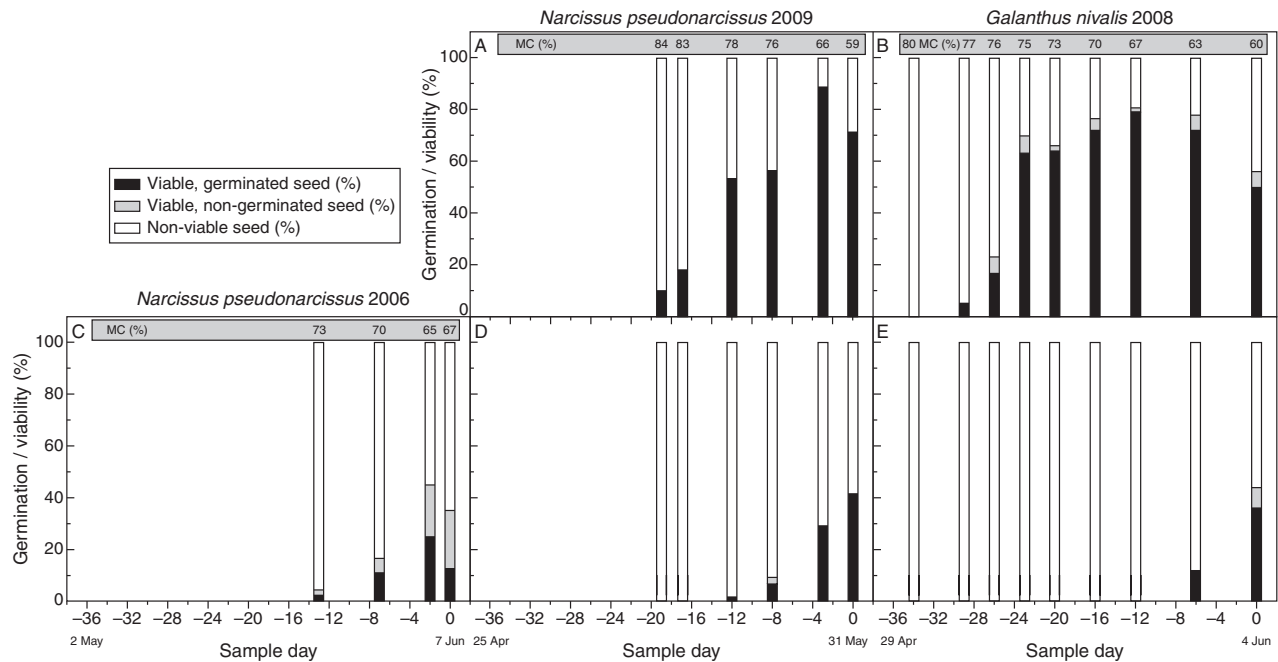 Narcissus pseudonarcissus 2009
Galanthus nivalis 2008
A MC (%) 84 83 78 76 66 59
B 80 MC (%) 77 76 75 73 70 67 63 60
Germination / viability (%)
100
80
60
40
20
0
Viable, germinated seed (%)
Viable, non-germinated seed (%)
Non-viable seed (%)
Narcissus pseudonarcissus 2006
C MC (%) 73 70 65 67
D
E
Germination / viability (%)
100
80
60
40
20
0
−36 −32 −28 −24 −20 −16 −12 −8 −4 0
−36 −32 −28 −24 −20 −16 −12 −8 −4 0
−36 −32 −28 −24 −20 −16 −12 −8 −4 0
2 May 7 Jun
25 Apr 31 May
29 Apr 4 Jun
Sample day
Sample day
Sample day